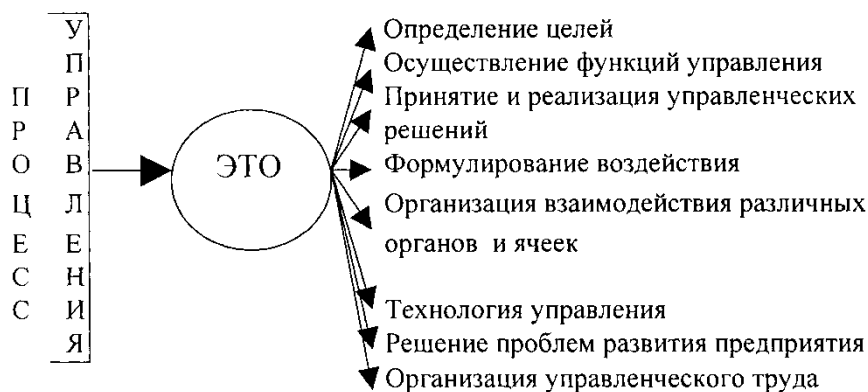 ПРОЦЕСС
УПРАВЛЕНИЯ
ЭТО
Определение целей
Осуществление функций управления
Принятие и реализация управленческих
решений
Формулирование воздействия
Организация взаимодействия различных
органов и ячеек
Технология управления
Решение проблем развития предприятия
Организация управленческого труда